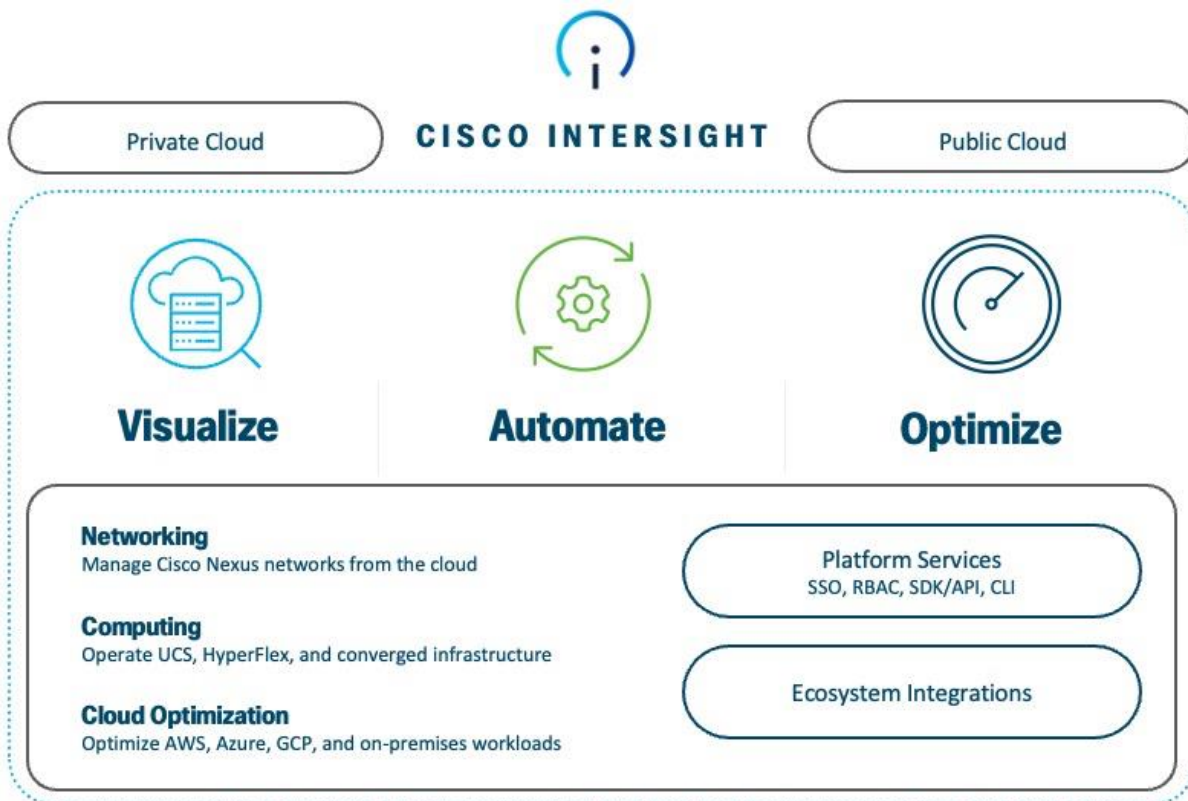 CISCO INTERSIGHT
Private Cloud
Public Cloud
Visualize
Automate
Optimize
Networking
Manage Cisco Nexus networks from the cloud
Computing
Operate UCS, HyperFlex, and converged infrastructure
Cloud Optimization
Optimize AWS, Azure, GCP, and on-premises workloads
Platform Services
SSO, RBAC, SDK/API, CLI
Ecosystem Integrations